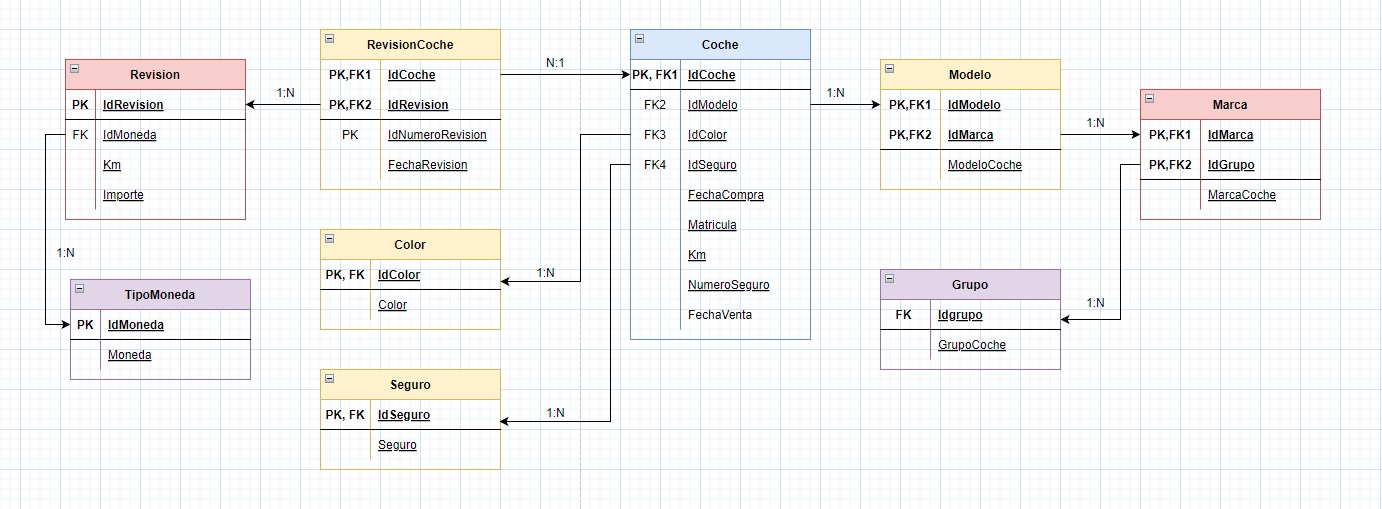 Revision
PK IdRevision
FK IdMoneda
Km
Importe
1:N
1:N
TipoMoneda
PK IdMoneda
Moneda
RevisionCoche
PK,FK1 IdCoche
PK,FK2 IdRevision
PK IdNumeroRevision
FechaRevision
N:1
Color
PK, FK IdColor
Color
1:N
Seguro
PK, FK IdSeguro
Seguro
1:N
Coche
PK, FK1 IdCoche
FK2 IdModelo
FK3 IdColor
FK4 IdSeguro
FechaCompra
Matricula
Km
NumeroSeguro
FechaVenta
1:N
Modelo
PK,FK1 IdModelo
PK,FK2 IdMarca
ModeloCoche
1:N
Marca
PK,FK1 IdMarca
PK,FK2 IdGrupo
MarcaCoche
1:N
Grupo
FK Idgrupo
GrupoCoche